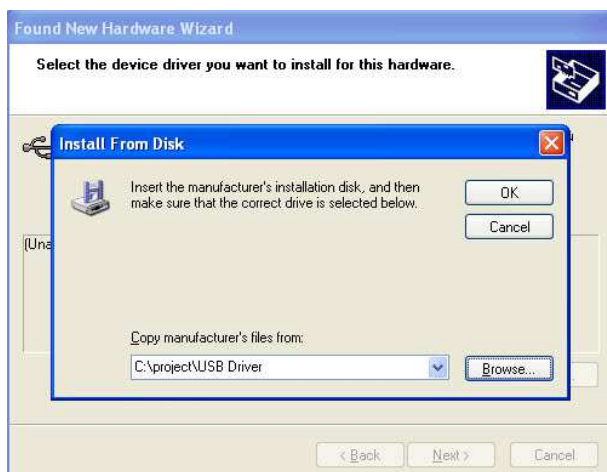 Found New Hardware Wizard
Select the device driver you want to install for this hardware.
Install From Disk
Insert the manufacturer's installation disk, and then
make sure that the correct drive is selected below.
OK
Cancel
(Una
Copy manufacturer's files from:
C:\project\USB Driver
Browse...
< Back
Next >
Cancel